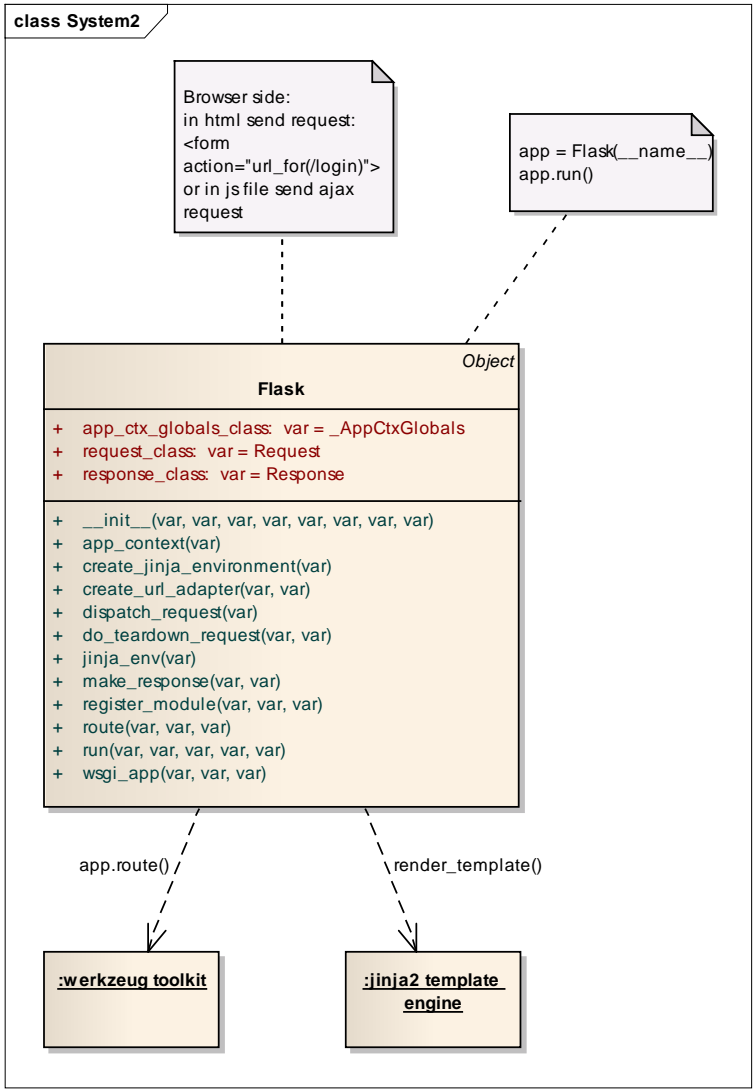 class System2
Browser side:
in html send request:
<form
action="url_for(/login)">
or in js file send ajax
request
app = Flask(__name__)
app.run()
Object
Flask
+ app_ctx_globals_class: var = _AppCtxGlobals
+ request_class: var = Request
+ response_class: var = Response
+ __init__(var, var, var, var, var, var, var, var)
+ app_context(var)
+ create_jinja_environment(var)
+ create_url_adapter(var, var)
+ dispatch_request(var)
+ do_teardown_request(var, var)
+ jinja_env(var)
+ make_response(var, var)
+ register_module(var, var, var)
+ route(var, var, var)
+ run(var, var, var, var, var)
+ wsgi_app(var, var, var)
app.route()
render_template()
:werkzeug toolkit
:jinja2 template
engine